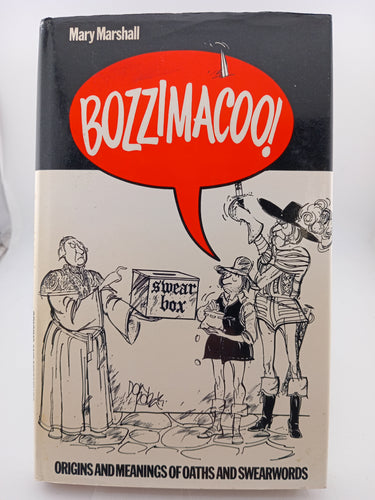 Mary Marshall
BOZZIMACOO!
swear
box
ORIGINS AND MEANINGS OF OATHS AND SWEARWORDS